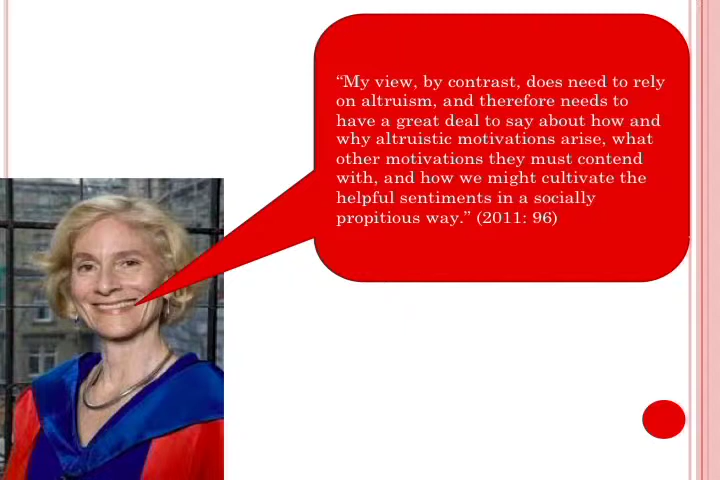 “My view, by contrast, does need to rely
on altruism, and therefore needs to
have a great deal to say about how and
why altruistic motivations arise, what
other motivations they must contend
with, and how we might cultivate the
helpful sentiments in a socially
propitious way.” (2011: 96)